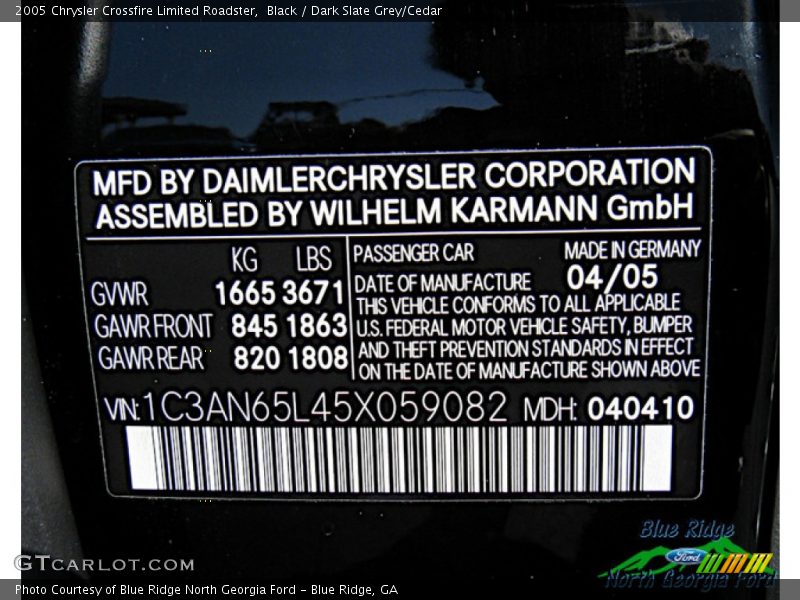 2005 Chrysler Crossfire Limited Roadster,  Black / Dark Slate Grey/Cedar
MFD BY DAIMLERCHRYSLER CORPORATION
ASSEMBLED BY WILHELM KARMANN GmbH
KG LBS
GVWR 1665 3671
GAWR FRONT 845 1863
GAWR REAR 820 1808
PASSENGER CAR MADE IN GERMANY
DATE OF MANUFACTURE 04/05
THIS VEHICLE CONFORMS TO ALL APPLICABLE
U.S. FEDERAL MOTOR VEHICLE SAFETY, BUMPER
AND THEFT PREVENTION STANDARDS IN EFFECT
ON THE DATE OF MANUFACTURE SHOWN ABOVE
VIN: 1C3AN65L45X059082 MDH: 040410
Blue Ridge
Ford
North Georgia Ford
GTCARLOT.COM
Photo Courtesy of Blue Ridge North Georgia Ford - Blue Ridge, GA